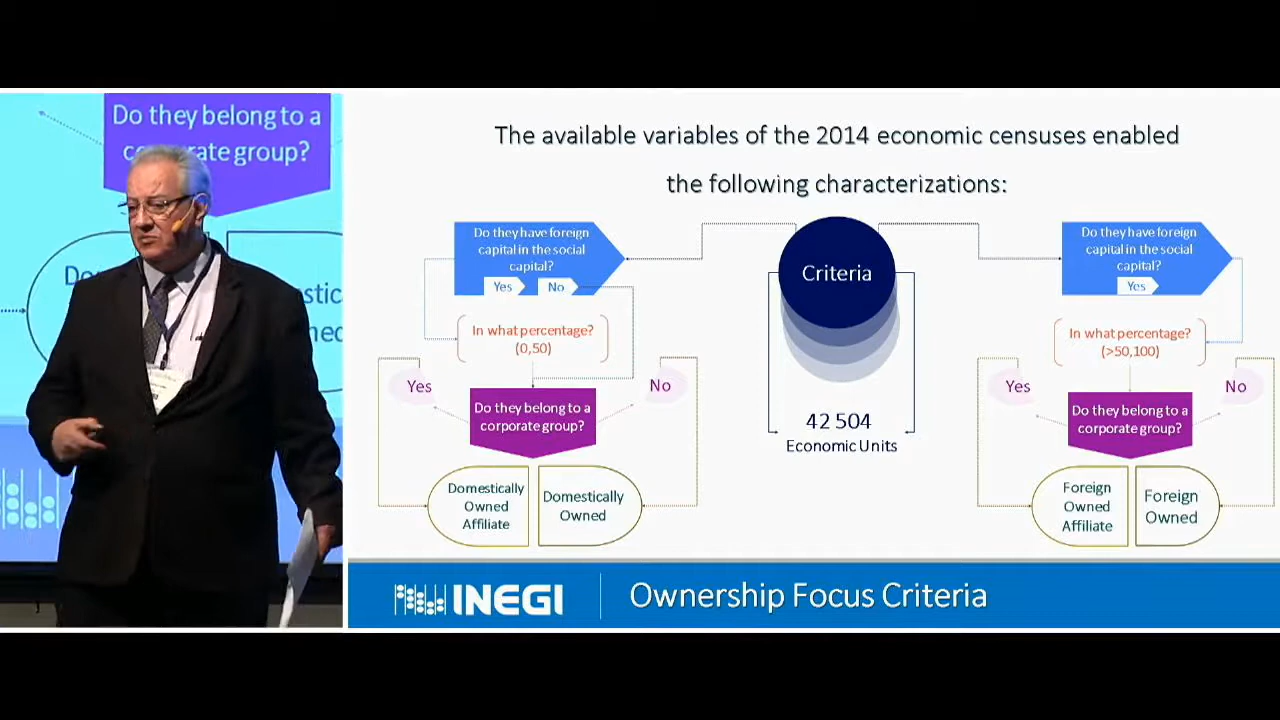 Do they belong to a
corporate group?
The available variables of the 2014 economic censuses enabled
the following characterizations:
Do they have foreign
capital in the social
capital?
Yes
No
In what percentage?
(0,50)
Yes
No
Do they belong to a
corporate group?
Domestically
Owned
Affiliate
Domestically
Owned
Criteria
42 504
Economic Units
Do they have foreign
capital in the social
capital?
Yes
In what percentage?
(>50,100)
Yes
No
Do they belong to a
corporate group?
Foreign
Owned
Affiliate
Foreign
Owned
INEGI
Ownership Focus Criteria